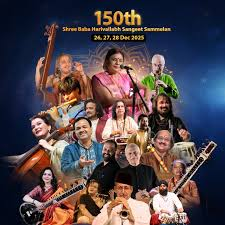 150th
Shree Baba Harivallabh Sangeet Sammelan
26, 27, 28 Dec 2025